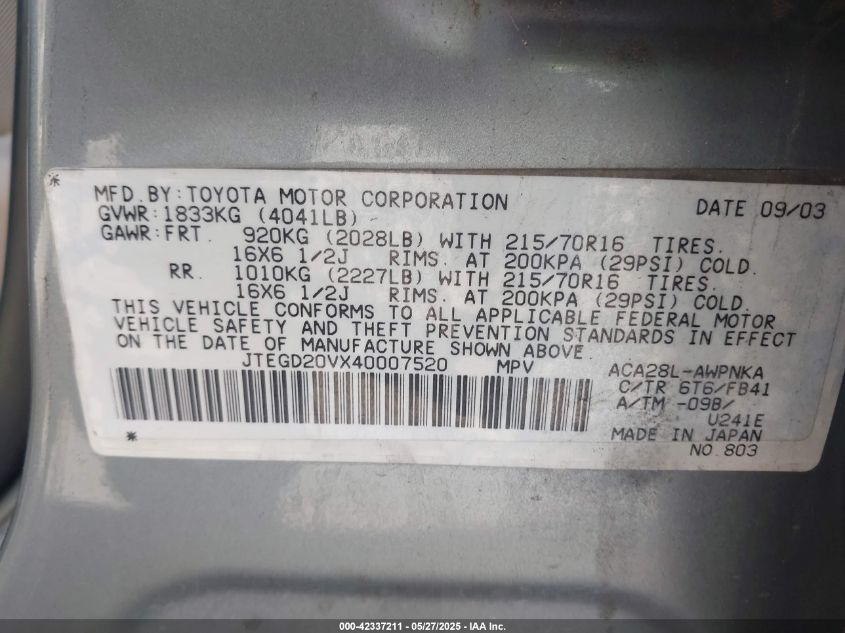 MFD.BY:TOYOTA MOTOR CORPORATION DATE 09/03
GVWR:1833KG (4041LB)
GAWR:FRT. 920KG (2028LB) WITH 215/70R16 TIRES.
16X6 1/2J RIMS. AT 200KPA (29PSI) COLD.
RR. 1010KG (2227LB) WITH 215/70R16 TIRES.
16X6 1/2J RIMS. AT 200KPA (29PSI) COLD.
THIS VEHICLE CONFORMS TO ALL APPLICABLE FEDERAL MOTOR
VEHICLE SAFETY AND THEFT PREVENTION STANDARDS IN EFFECT
ON THE DATE OF MANUFACTURE SHOWN ABOVE.
JTEGD20VX40007520 MPV
ACA28L-AWPNKA
C/TR 6T6/FB41
A/TM -09B/
U241E
MADE IN JAPAN
NO.803
000-42337211 - 05/27/2025 - IAA Inc.